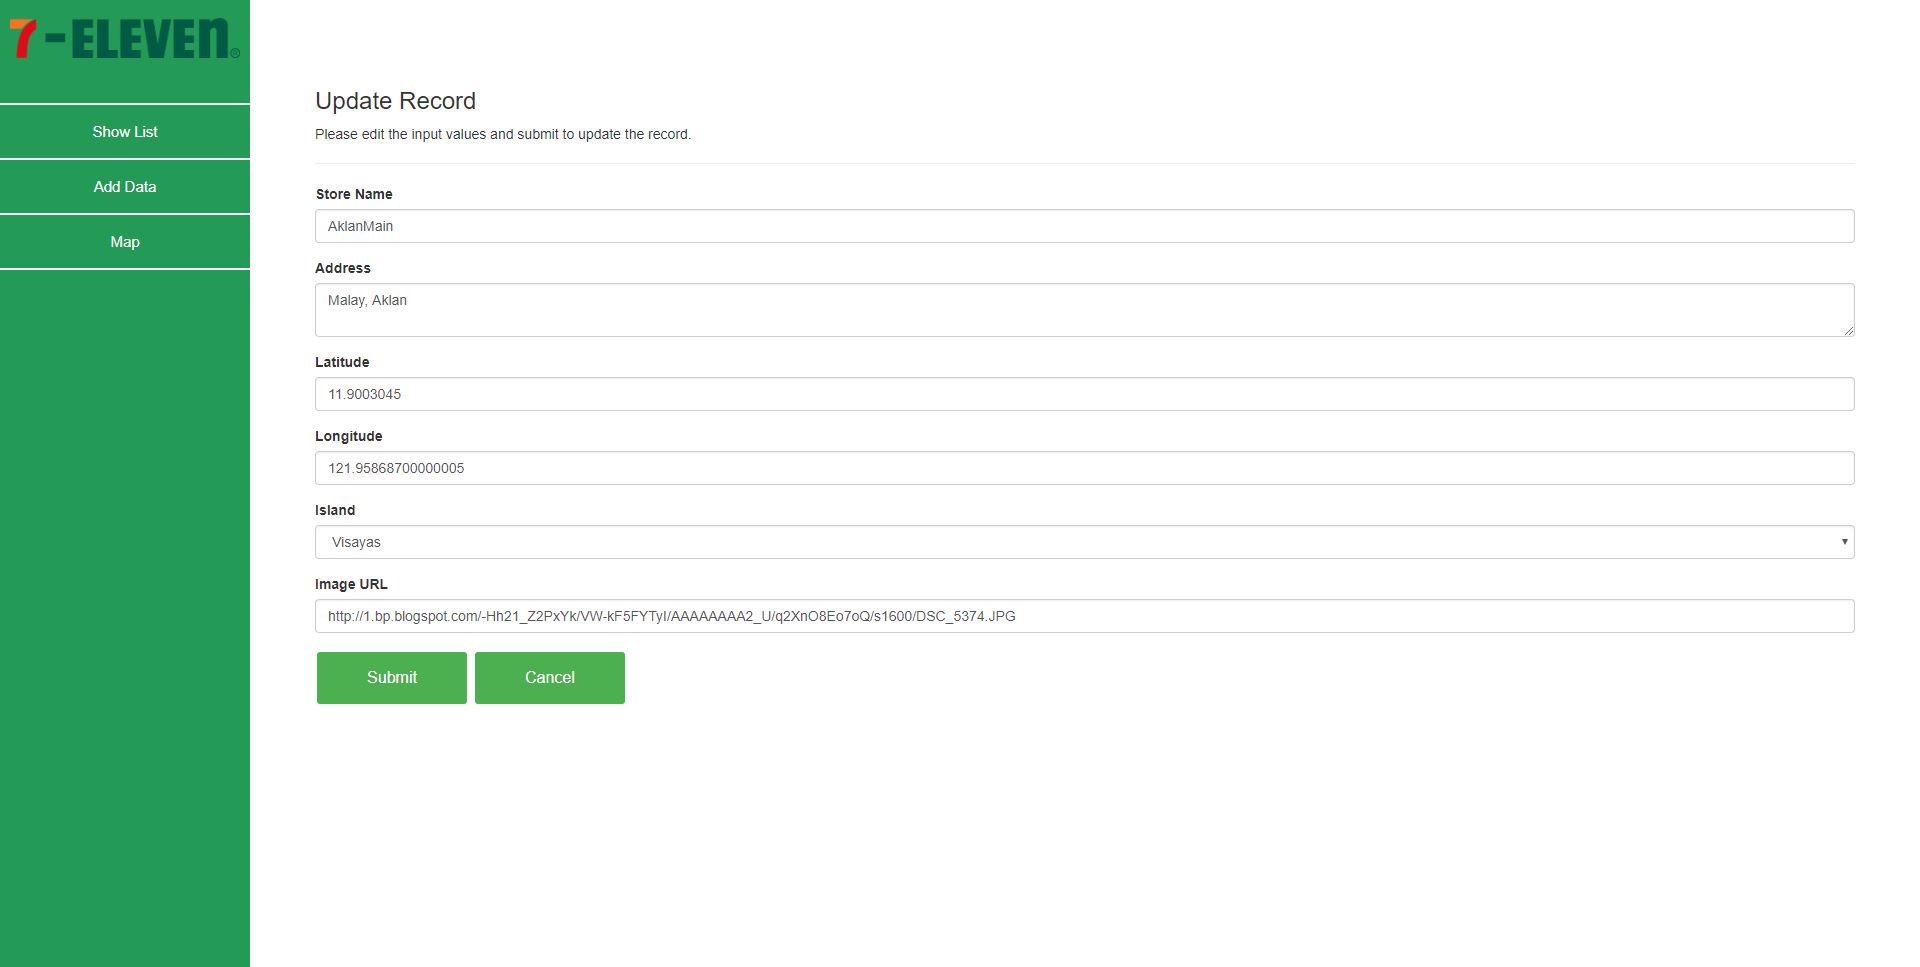 7-ELEVEN®
Show List
Add Data
Map
Update Record
Please edit the input values and submit to update the record.
Store Name
AklanMain
Address
Malay, Aklan
Latitude
11.9003045
Longitude
121.95868700000005
Island
Visayas
Image URL
http://1.bp.blogspot.com/-Hh21_Z2PxYk/VW-kF5FYTyI/AAAAAAAA2_U/q2XnO8Eo7oQ/s1600/DSC_5374.JPG
Submit Cancel